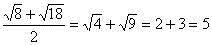 (√8 + √18)/2 = √4 + √9 = 2 + 3 = 5